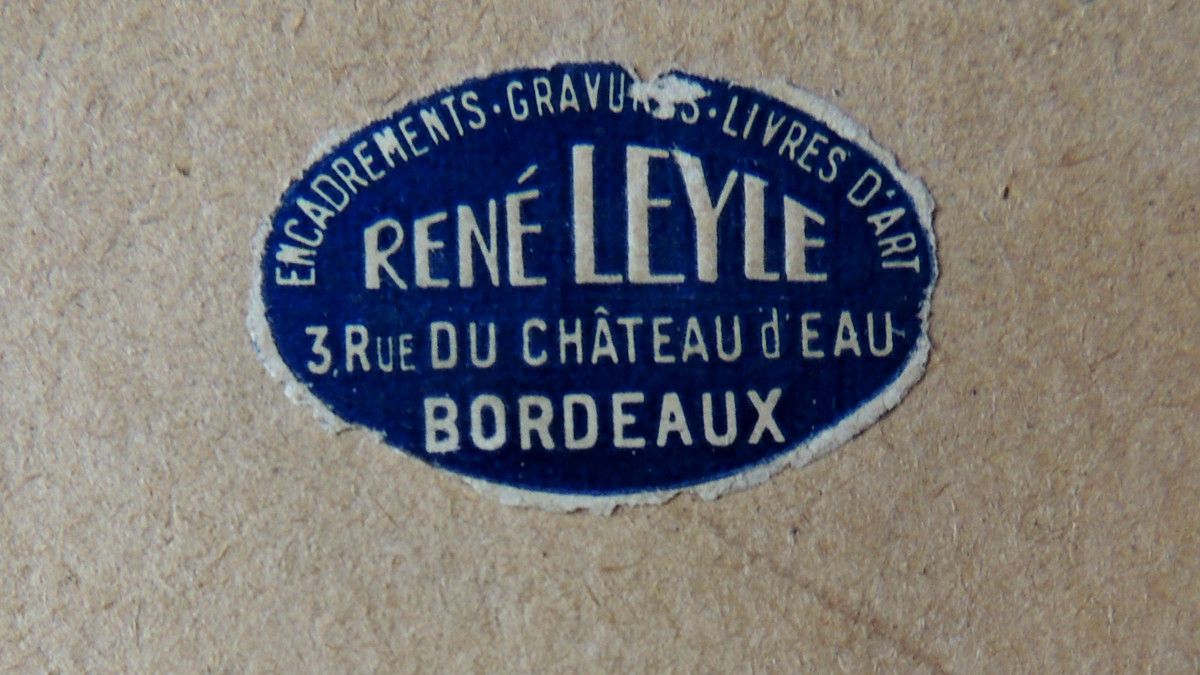 ENCADREMENTS · GRAVURES · LIVRES D'ART
RENÉ LEYLE
3, RUE DU CHÂTEAU d'EAU
BORDEAUX